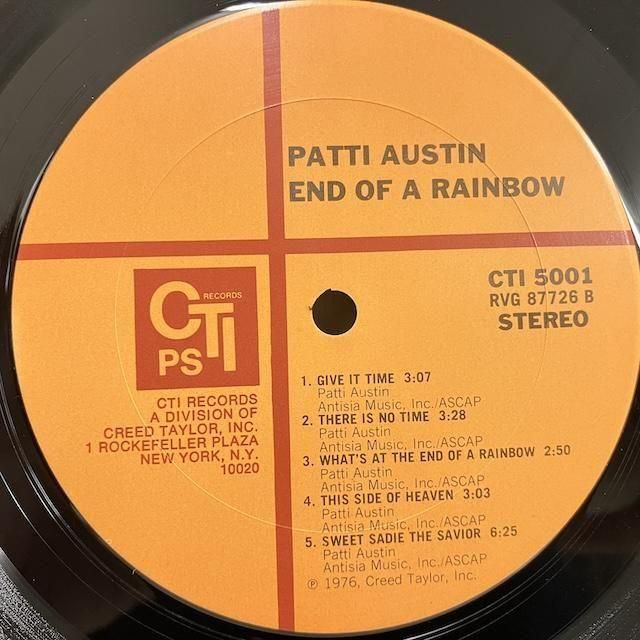 PATTI AUSTIN
END OF A RAINBOW
CTI RECORDS
PS
CTI 5001
RVG 87726 B
STEREO
CTI RECORDS
A DIVISION OF
CREED TAYLOR, INC.
1 ROCKEFELLER PLAZA
NEW YORK, N.Y.
10020
1. GIVE IT TIME 3:07
Patti Austin
Antisia Music, Inc./ASCAP
2. THERE IS NO TIME 3:28
Patti Austin
Antisia Music, Inc./ASCAP
3. WHAT'S AT THE END OF A RAINBOW 2:50
Patti Austin
Antisia Music, Inc./ASCAP
4. THIS SIDE OF HEAVEN 3:03
Patti Austin
Antisia Music, Inc./ASCAP
5. SWEET SADIE THE SAVIOR 6:25
Patti Austin
Antisia Music, Inc./ASCAP
℗ 1976, Creed Taylor, Inc.